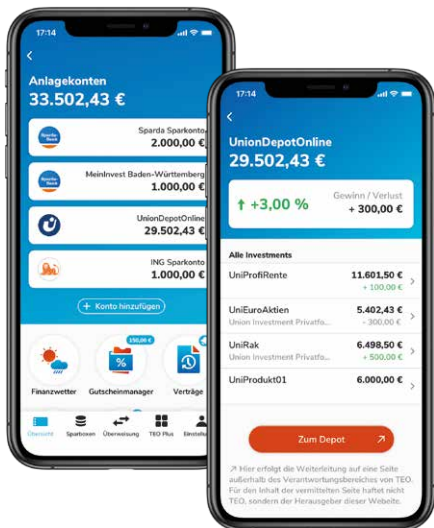 17:14
Anlagekonten
33.502,43 €
Sparda-Bank
Sparda Sparkonto
2.000,00 €
Sparda-Bank
MeinInvest Baden-Württemberg
1.000,00 €
UnionDepotOnline
29.502,43 €
ING Sparkonto
1.000,00 €
+ Konto hinzufügen
150,00 €
%
Finanzwetter
Gutscheinmanager
Verträge
Übersicht
Sparboxen
Überweisung
TEO Plus
17:14
UnionDepotOnline
29.502,43 €
Gewinn / Verlust
↑ +3,00 %
+ 300,00 €
Alle Investments
UniProfiRente
11.601,50 €
+ 100,00 €
UniEuroAktien
5.402,43 €
Union Investment Privatfo...
- 300,00 €
UniRak
6.498,50 €
Union Investment Privatfo...
+ 500,00 €
UniProdukt01
6.000,00 €
Zum Depot
↗ Hier erfolgt die Weiterleitung auf eine Seite
außerhalb des Verantwortungsbereiches von TEO.
Für den Inhalt der vermittelten Seite haftet nicht
TEO, sondern der Herausgeber dieser Webseite.